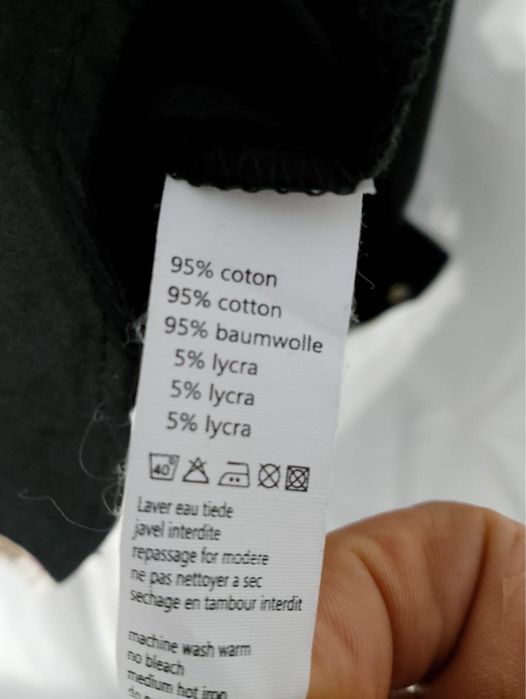 95% coton
95% cotton
95% baumwolle
5% lycra
5% lycra
5% lycra
40°
Laver eau tiede
javel interdite
repassage for modere
ne pas nettoyer a sec
sechage en tambour interdit
machine wash warm
no bleach
medium hot iron